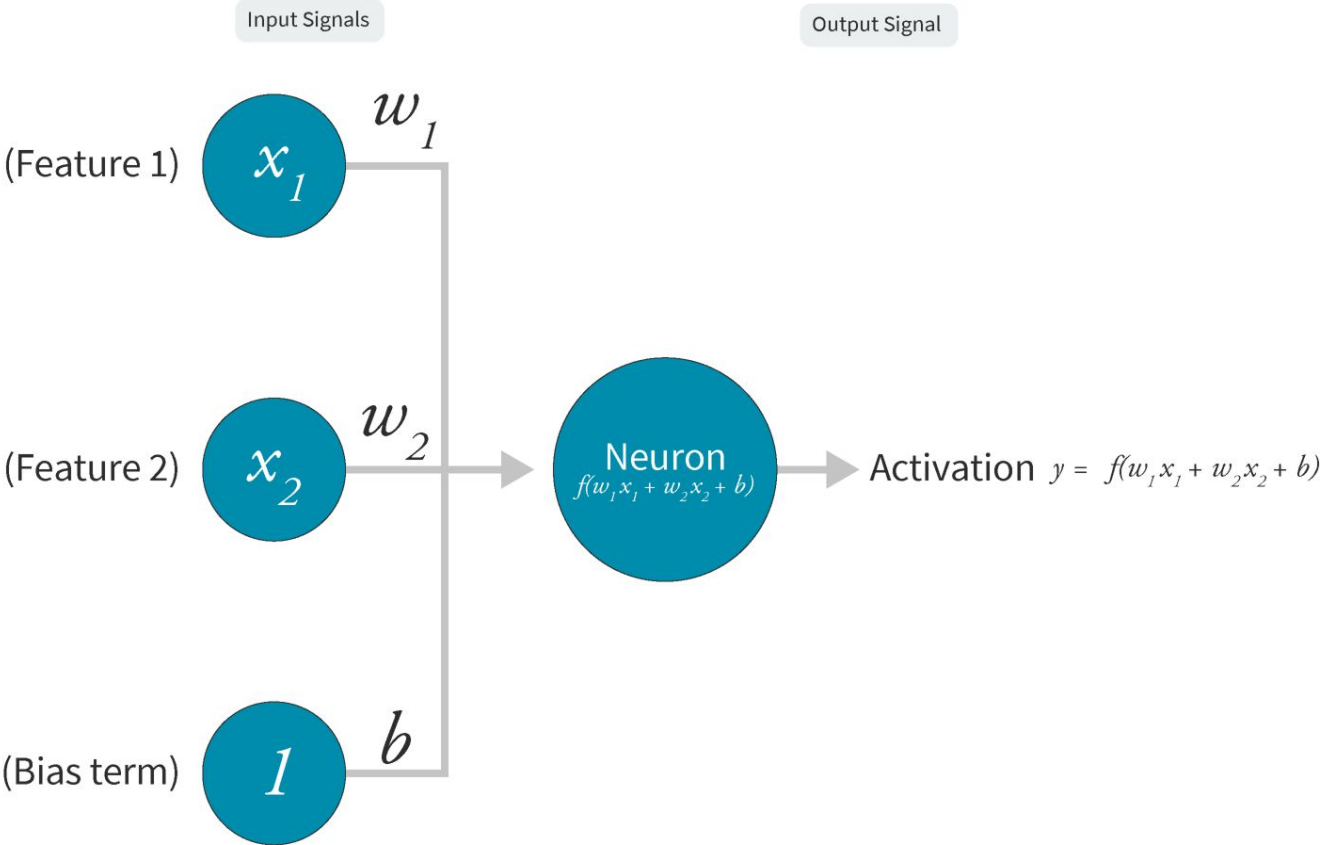 Input Signals
Output Signal
w₁
(Feature 1)
x₁
w₂
(Feature 2)
x₂
Neuron
f(w₁x₁ + w₂x₂ + b)
Activation y = f(w₁x₁ + w₂x₂ + b)
b
(Bias term)
1